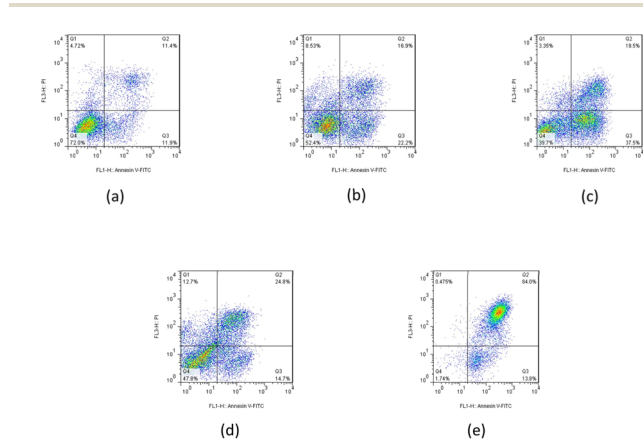 Q1
4.72%
Q2
11.4%
Q4
72.0%
Q3
11.9%
FL3-H:: PI
FL1-H:: Annexin V-FITC
(a)
Q1
8.53%
Q2
16.9%
Q4
52.4%
Q3
22.2%
FL3-H:: PI
FL1-H:: Annexin V-FITC
(b)
Q1
3.35%
Q2
18.5%
Q4
39.7%
Q3
37.5%
FL3-H:: PI
FL1-H:: Annexin V-FITC
(c)
Q1
12.7%
Q2
24.8%
Q4
47.8%
Q3
14.7%
FL3-H:: PI
FL1-H:: Annexin V-FITC
(d)
Q1
0.475%
Q2
84.0%
Q4
1.74%
Q3
13.8%
FL3-H:: PI
FL1-H:: Annexin V-FITC
(e)